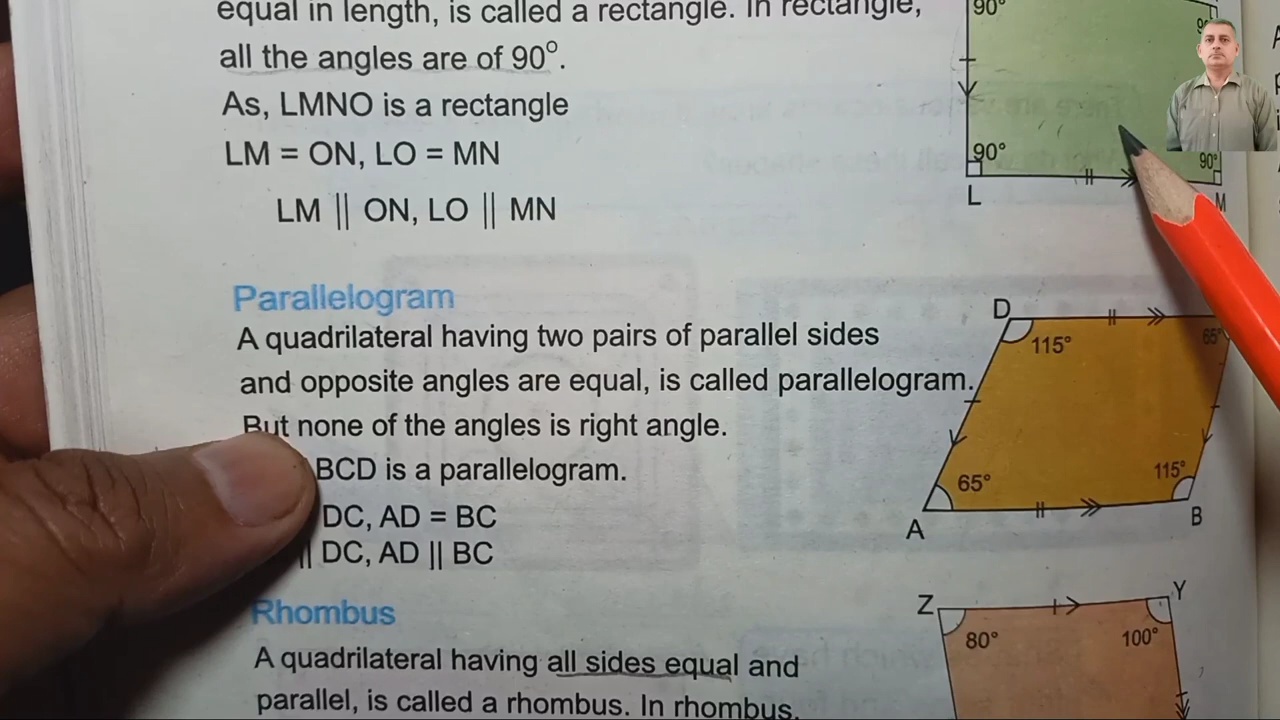 equal in length, is called a rectangle. In rectangle,
all the angles are of 90°.
As, LMNO is a rectangle
LM = ON, LO = MN
LM || ON, LO || MN
90°
90°
90°
L
M
Parallelogram
A quadrilateral having two pairs of parallel sides
and opposite angles are equal, is called parallelogram.
But none of the angles is right angle.
BCD is a parallelogram.
DC, AD = BC
|| DC, AD || BC
D
115°
65°
65°
115°
A
B
Rhombus
A quadrilateral having all sides equal and
parallel, is called a rhombus. In rhombus,
Z
Y
80°
100°